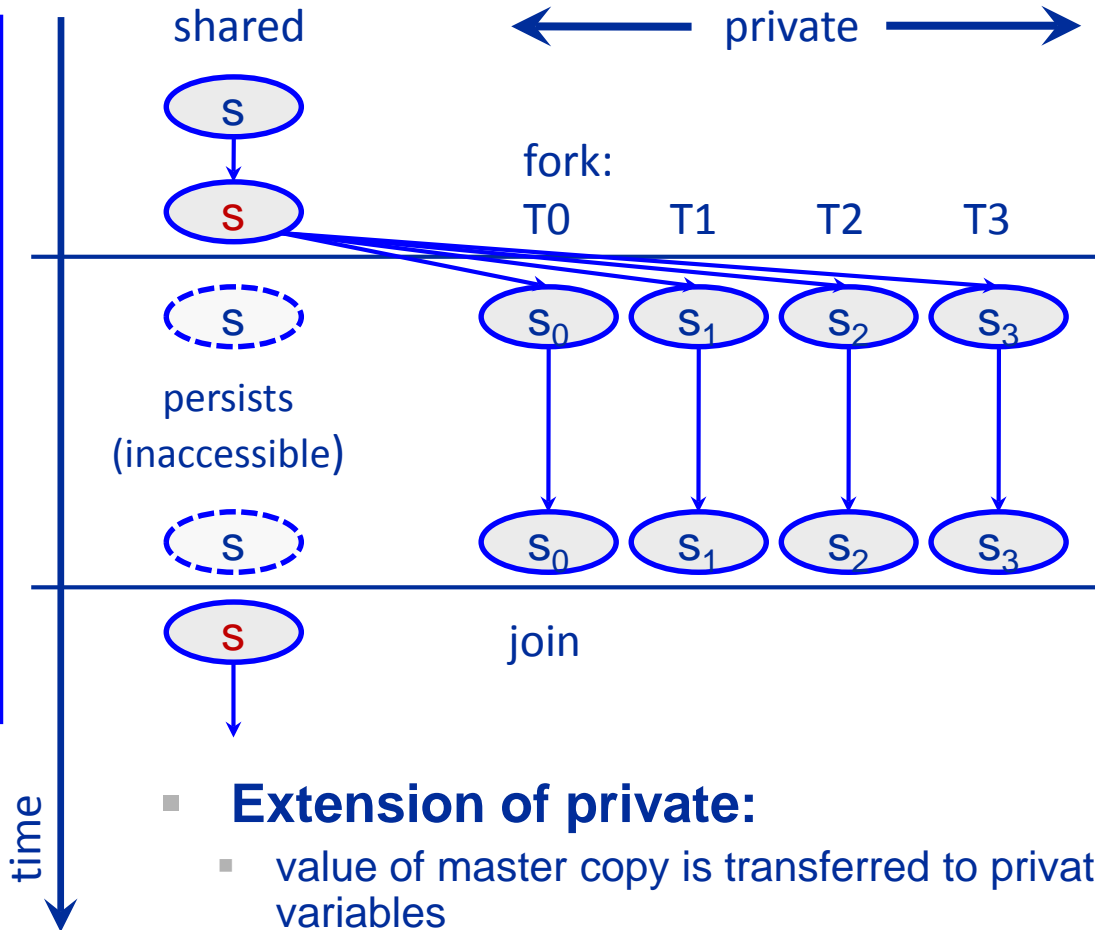 shared private
s
fork:
s T0 T1 T2 T3
s s0 s1 s2 s3
persists
(inaccessible)
s s0 s1 s2 s3
s join
time
Extension of private:
value of master copy is transferred to privat
variables